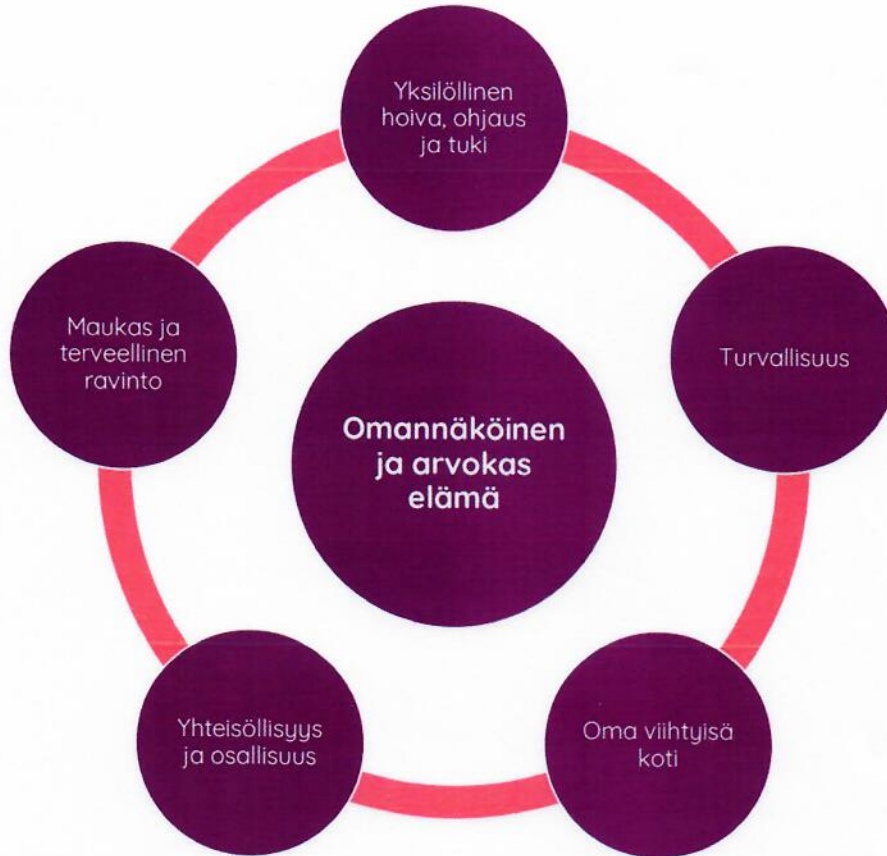 Yksilöllinen
hoiva, ohjaus
ja tuki
Maukas ja
terveellinen
ravinto
Turvallisuus
Omannäköinen
ja arvokas
elämä
Yhteisöllisyys
ja osallisuus
Oma viihtyisä
koti